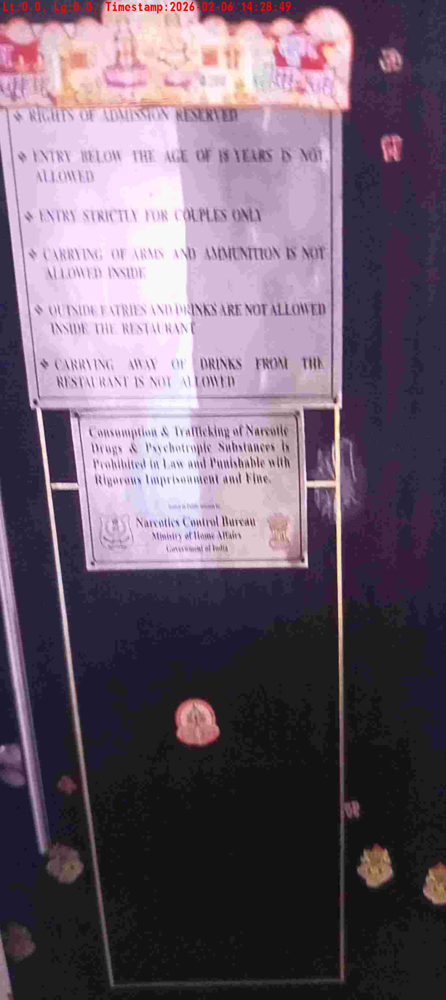 Lt:0.0, Lg:0.0, Timestamp:2026-02-06 14:28:49
❖ RIGHTS OF ADMISSION RESERVED
❖ ENTRY BELOW THE AGE OF 18 YEARS IS NOT
ALLOWED
❖ ENTRY STRICTLY FOR COUPLES ONLY
❖ CARRYING OF ARMS AND AMMUNITION IS NOT
ALLOWED INSIDE
❖ OUTSIDE EATRIES AND DRINKS ARE NOT ALLOWED
INSIDE THE RESTAURANT
❖ CARRYING AWAY OF DRINKS FROM THE
RESTAURANT IS NOT ALLOWED
Consumption & Trafficking of Narcotic
Drugs & Psychotropic Substances is
Prohibited in Law and Punishable with
Rigorous Imprisonment and Fine.
Narcotics Control Bureau
Ministry of Home Affairs
Government of India